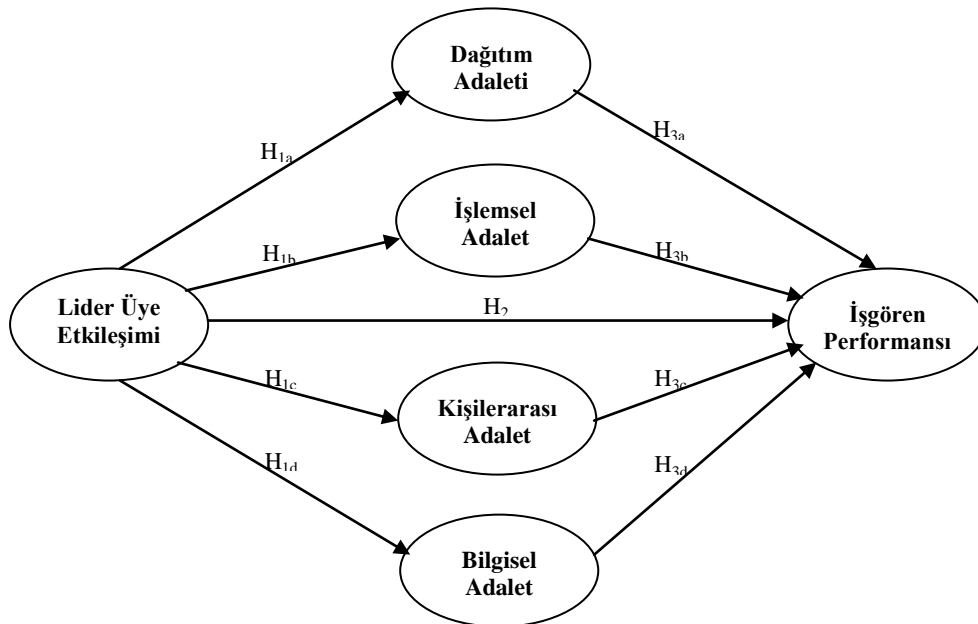 Dağıtım
Adaleti
H1a
H3a
İşlemsel
Adalet
H1b
H3b
Lider Üye
Etkileşimi
H2
İşgören
Performansı
H1c
Kişilerarası
Adalet
H3c
H1d
H3d
Bilgisel
Adalet